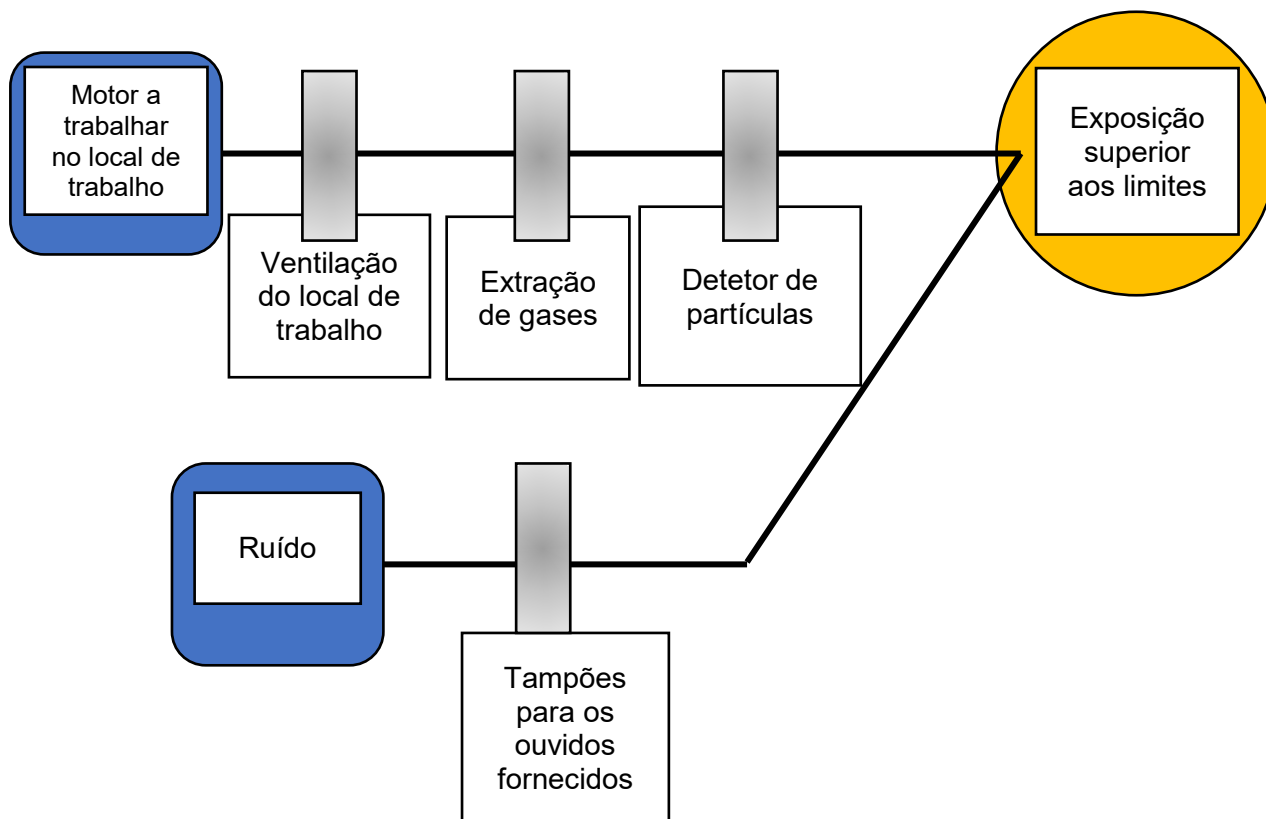 Motor a
trabalhar
no local de
trabalho
Ventilação
do local de
trabalho
Extração
de gases
Detetor de
partículas
Exposição
superior
aos limites
Ruído
Tampões
para os
ouvidos
fornecidos